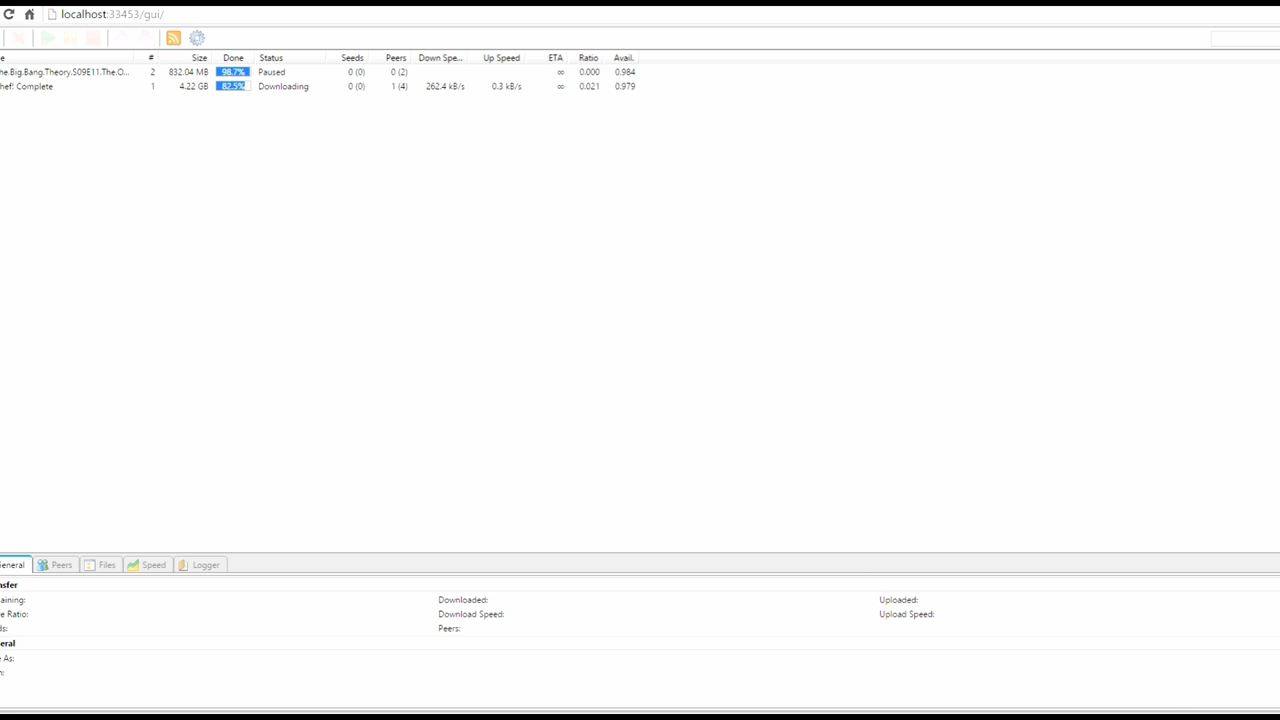 localhost:33453/gui/
e # Size Done Status Seeds Peers Down Spe... Up Speed ETA Ratio Avail.
he.Big.Bang.Theory.S09E11.The.O... 2 832.04 MB 98.7% Paused 0 (0) 0 (2) ∞ 0.000 0.984
hef! Complete 1 4.22 GB 82.5% Downloading 0 (0) 1 (4) 262.4 kB/s 0.3 kB/s ∞ 0.021 0.979
General Peers Files Speed Logger
nsfer
aining: Downloaded: Uploaded:
e Ratio: Download Speed: Upload Speed:
ds: Peers:
eral
e As:
n: